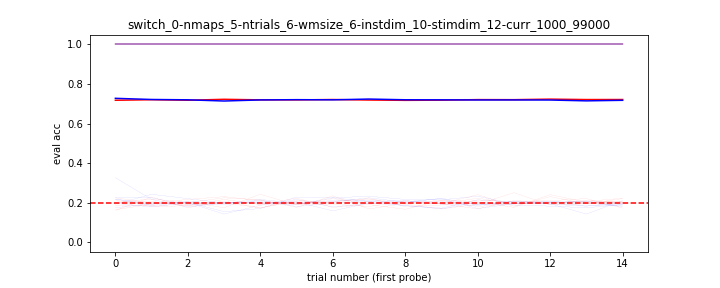 switch_0-nmaps_5-ntrials_6-wmsize_6-instdim_10-stimdim_12-curr_1000_99000
1.0
0.8
0.6
0.4
0.2
0.0
eval acc
0 2 4 6 8 10 12 14
trial number (first probe)